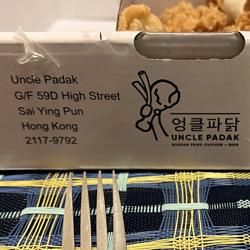 Uncle Padak
G/F 59D High Street
Sai Ying Pun
Hong Kong
2117-9792
엉클파닭
UNCLE PADAK
KOREAN FRIED CHICKEN + BEER